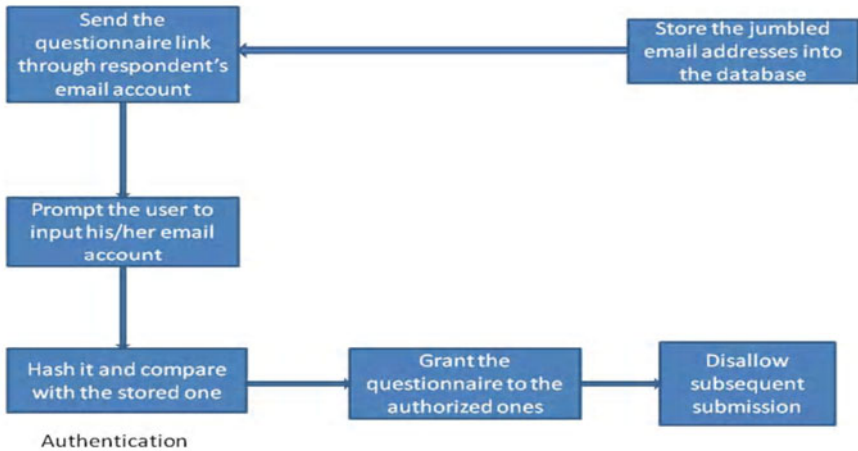 Send the
questionnaire link
through respondent's
email account
Store the jumbled
email addresses into
the database
Prompt the user to
input his/her email
account
Hash it and compare
with the stored one
Grant the
questionnaire to the
authorized ones
Disallow
subsequent
submission
Authentication